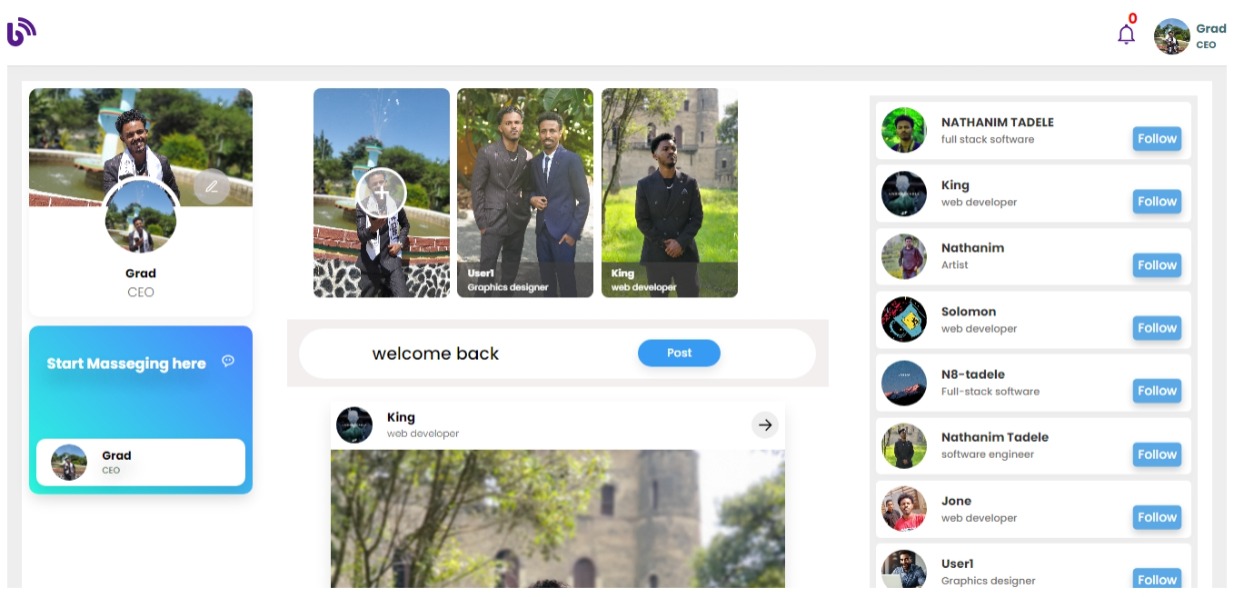 0
Grad
CEO
Grad
CEO
Start Masseging here
Grad
CEO
User1
Graphics designer
King
web developer
welcome back
Post
King
web developer
NATHANIM TADELE
full stack software
Follow
King
web developer
Follow
Nathanim
Artist
Follow
Solomon
web developer
Follow
N8-tadele
Full-stack software
Follow
Nathanim Tadele
software engineer
Follow
Jone
web developer
Follow
User1
Graphics designer
Follow